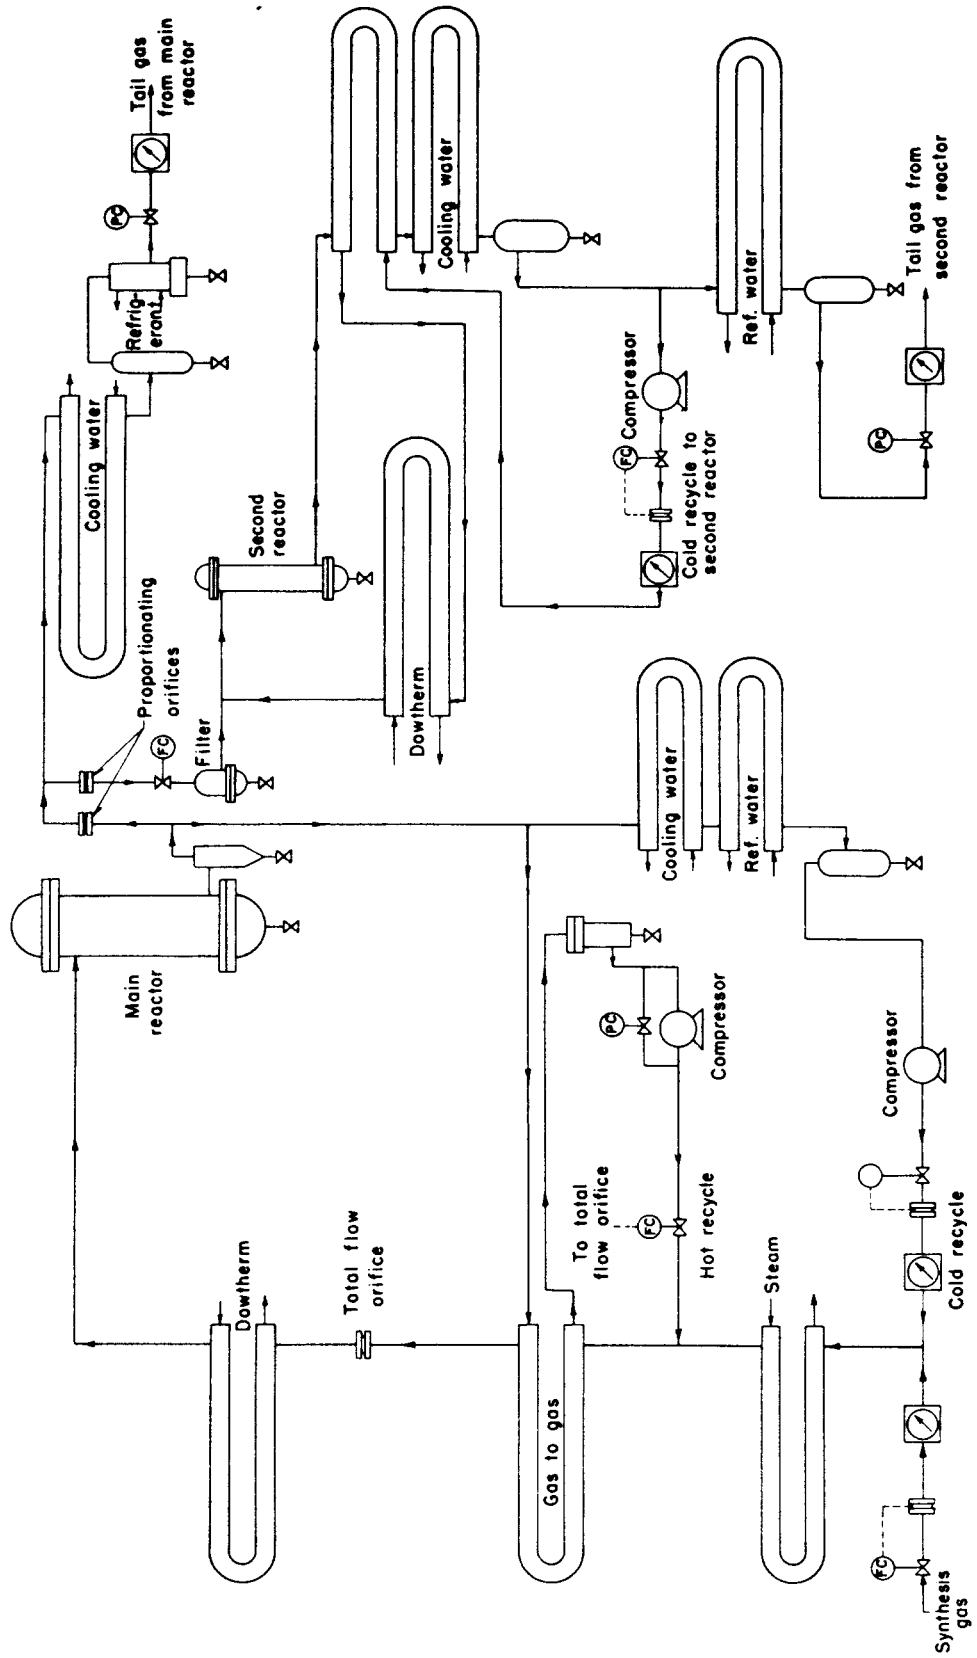 Tail gas
from main
reactor
PC
Refrig-
erant
Cooling water
Proportionating
orifices
FC
Filter
Second
reactor
Main
reactor
Dowtherm
Cooling water
Ref. water
Compressor
FC
Cold recycle to
second reactor
PC
Tail gas from
second reactor
Dowtherm
Total flow
orifice
Gas to gas
To total
flow orifice
FC
Hot recycle
PC
Compressor
Cooling water
Ref. water
Compressor
Steam
Cold recycle
FC
Synthesis
gas